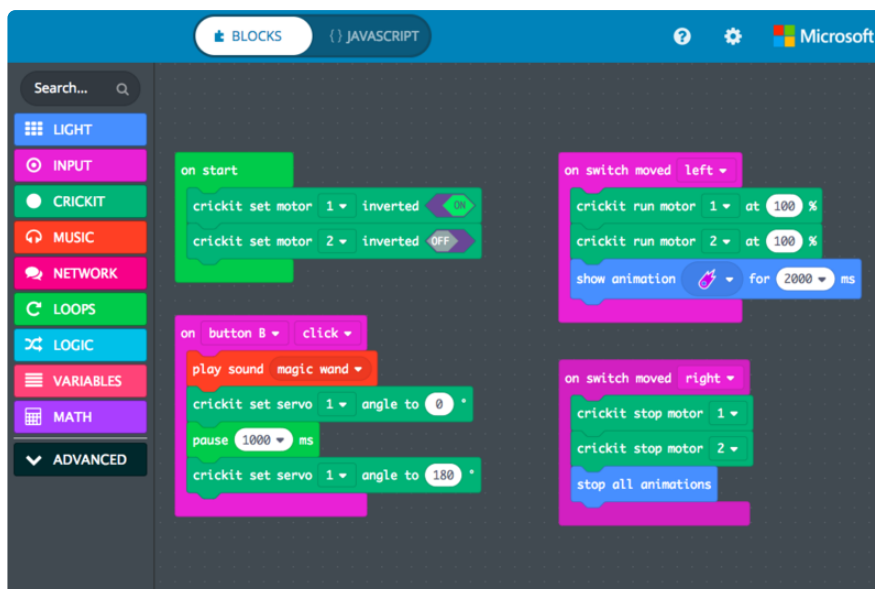 BLOCKS
{} JAVASCRIPT
?
Microsoft
Search...
LIGHT
INPUT
CRICKIT
MUSIC
NETWORK
LOOPS
LOGIC
VARIABLES
MATH
ADVANCED
on start
crickit set motor 1 inverted ON
crickit set motor 2 inverted OFF
on button B click
play sound magic wand
crickit set servo 1 angle to 0 °
pause 1000 ms
crickit set servo 1 angle to 180 °
on switch moved left
crickit run motor 1 at 100 %
crickit run motor 2 at 100 %
show animation for 2000 ms
on switch moved right
crickit stop motor 1
crickit stop motor 2
stop all animations